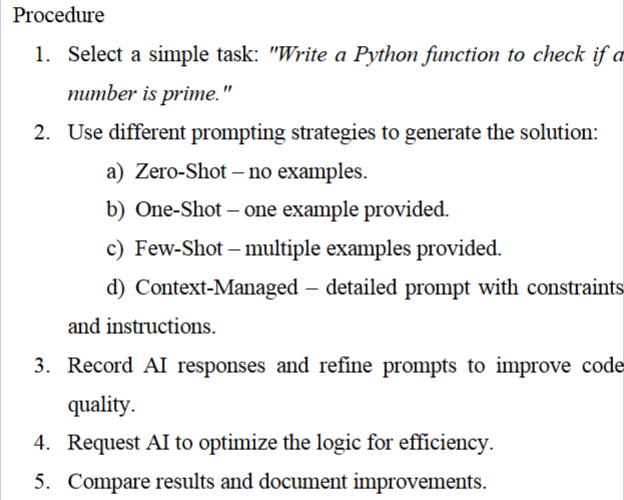 Procedure
1. Select a simple task: "Write a Python function to check if a
number is prime."
2. Use different prompting strategies to generate the solution:
a) Zero-Shot – no examples.
b) One-Shot – one example provided.
c) Few-Shot – multiple examples provided.
d) Context-Managed – detailed prompt with constraints
and instructions.
3. Record AI responses and refine prompts to improve code
quality.
4. Request AI to optimize the logic for efficiency.
5. Compare results and document improvements.